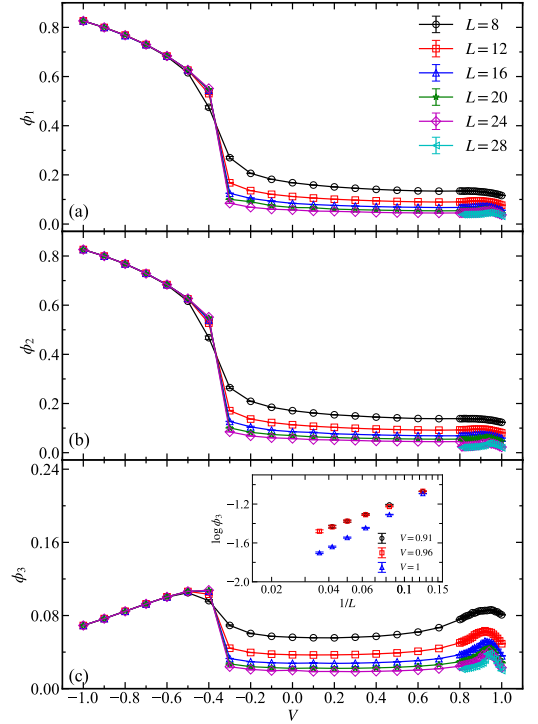 0.8
0.6
0.4
0.2
0.0
ϕ1
(a)
L = 8
L = 12
L = 16
L = 20
L = 24
L = 28
0.8
0.6
0.4
0.2
0.0
ϕ2
(b)
0.24
0.16
0.08
0.00
ϕ3
(c)
−1.2
−1.6
−2.0
log ϕ3
0.02 0.04 0.06 0.1 0.15
1/L
V = 0.91
V = 0.96
V = 1
−1.0 −0.8 −0.6 −0.4 −0.2 0.0 0.2 0.4 0.6 0.8 1.0
V